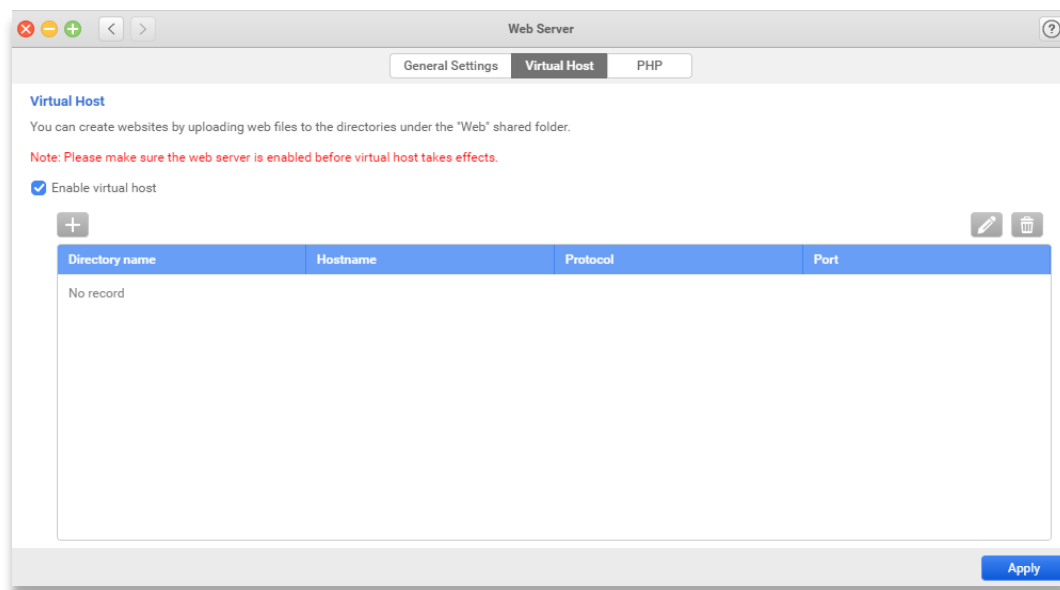 Web Server
?
General Settings Virtual Host PHP
Virtual Host
You can create websites by uploading web files to the directories under the "Web" shared folder.
Note: Please make sure the web server is enabled before virtual host takes effects.
Enable virtual host
Directory name Hostname Protocol Port
No record
Apply